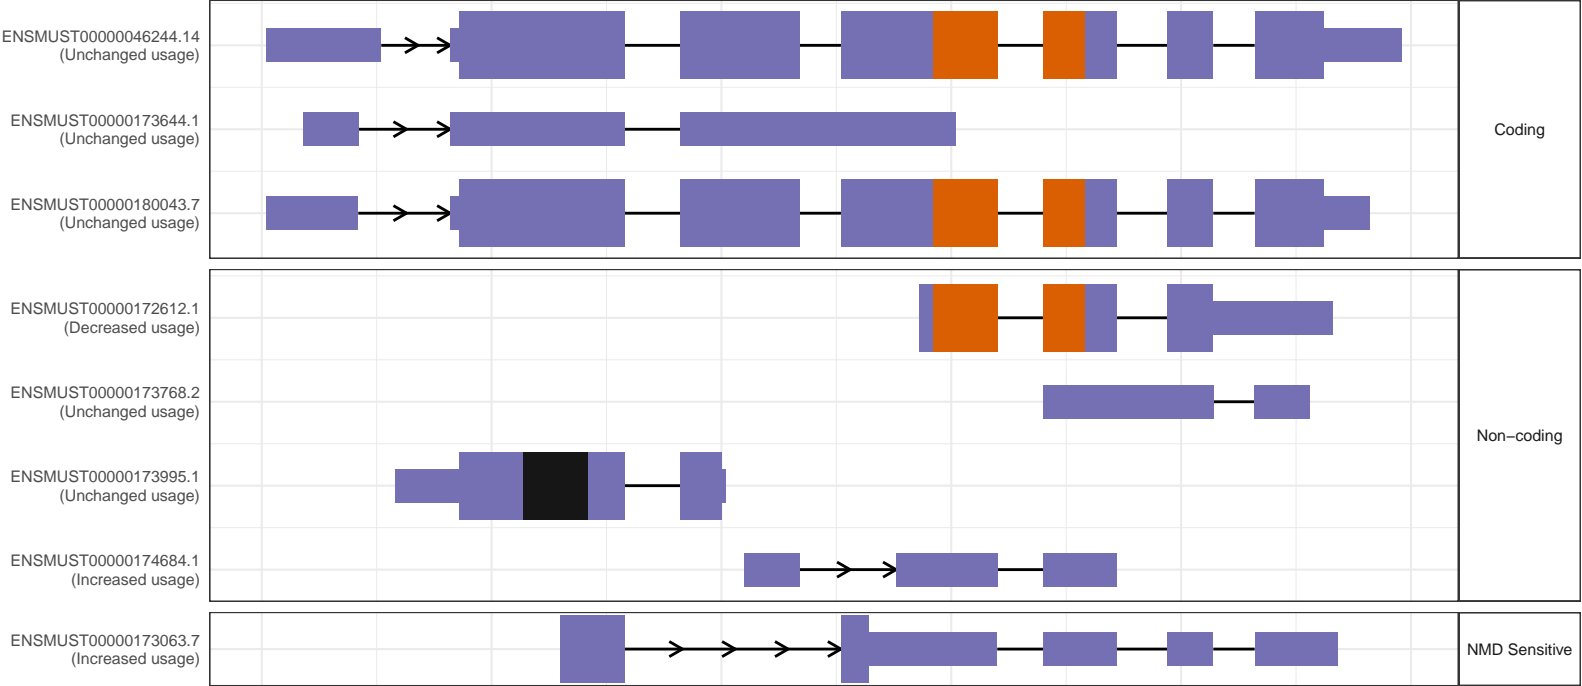 ENSMUST00000046244.14
(Unchanged usage)
ENSMUST00000173644.1
(Unchanged usage)
ENSMUST00000180043.7
(Unchanged usage)
Coding
ENSMUST00000172612.1
(Decreased usage)
ENSMUST00000173768.2
(Unchanged usage)
ENSMUST00000173995.1
(Unchanged usage)
ENSMUST00000174684.1
(Increased usage)
Non−coding
ENSMUST00000173063.7
(Increased usage)
NMD Sensitive